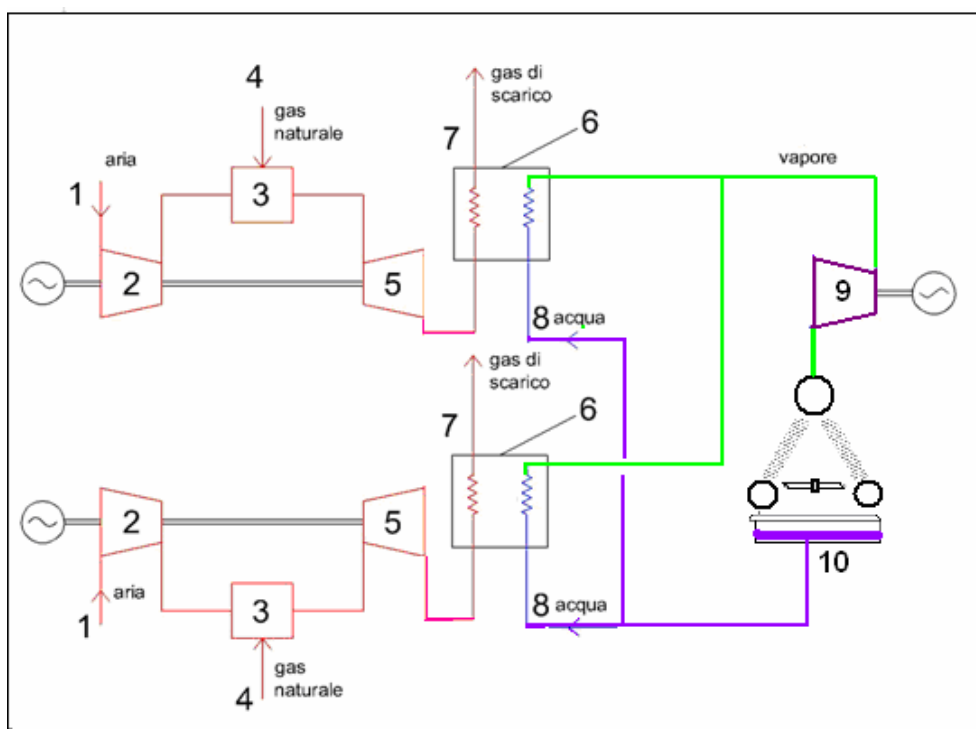 4
gas
naturale
aria
1
3
2
5
gas di
scarico
7
6
vapore
8 acqua
9
gas di
scarico
7
6
2
5
1
aria
3
8 acqua
10
4
gas
naturale